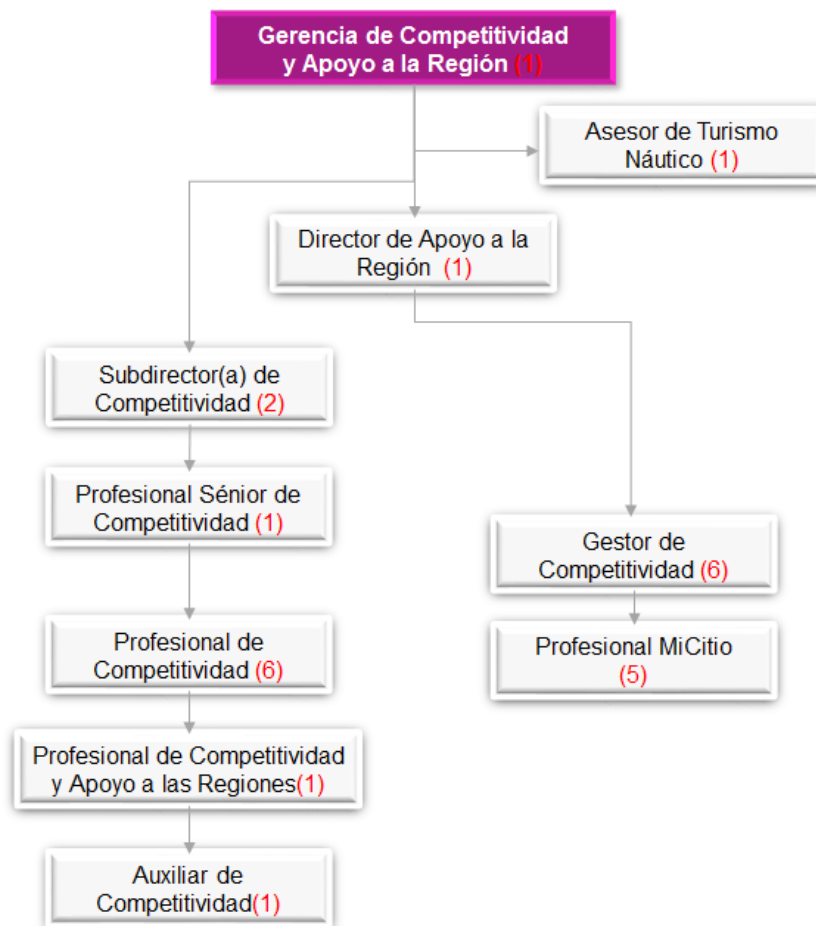 Gerencia de Competitividad
y Apoyo a la Región (1)
Asesor de Turismo
Náutico (1)
Director de Apoyo a la
Región (1)
Subdirector(a) de
Competitividad (2)
Profesional Sénior de
Competitividad (1)
Gestor de
Competitividad (6)
Profesional de
Competitividad (6)
Profesional MiCitio
(5)
Profesional de Competitividad
y Apoyo a las Regiones(1)
Auxiliar de
Competitividad(1)